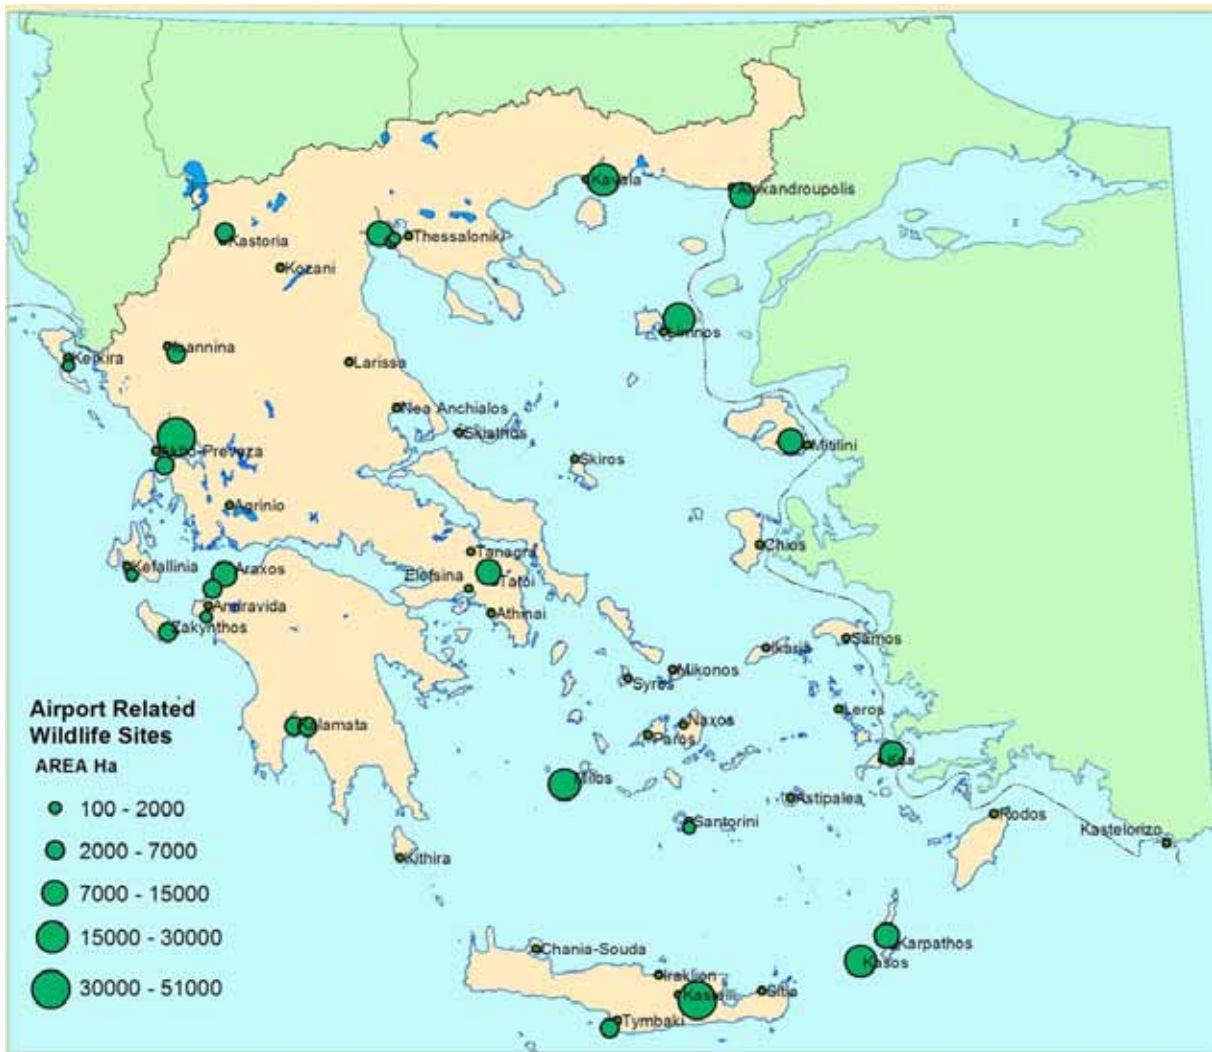 Kavala
Alexandroupolis
Kastoria
Thessaloniki
Kozani
Limnos
Ioannina
Kerkira
Larissa
Nea Anchialos
Skiathos
Mitilini
Aktio-Preveza
Skiros
Agrinio
Chios
Tanagra
Kefallinia
Araxos
Elefsina
Tatoi
Andravida
Athinai
Zakynthos
Samos
Ikaria
Mikonos
Syros
Airport Related
Wildlife Sites
AREA Ha
100 - 2000
2000 - 7000
7000 - 15000
15000 - 30000
30000 - 51000
Leros
Kalamata
Naxos
Paros
Kos
Milos
Astipalea
Santorini
Rodos
Kastelorizo
Kithira
Karpathos
Chania-Souda
Kasos
Iraklion
Kastelli
Sitia
Tymbaki